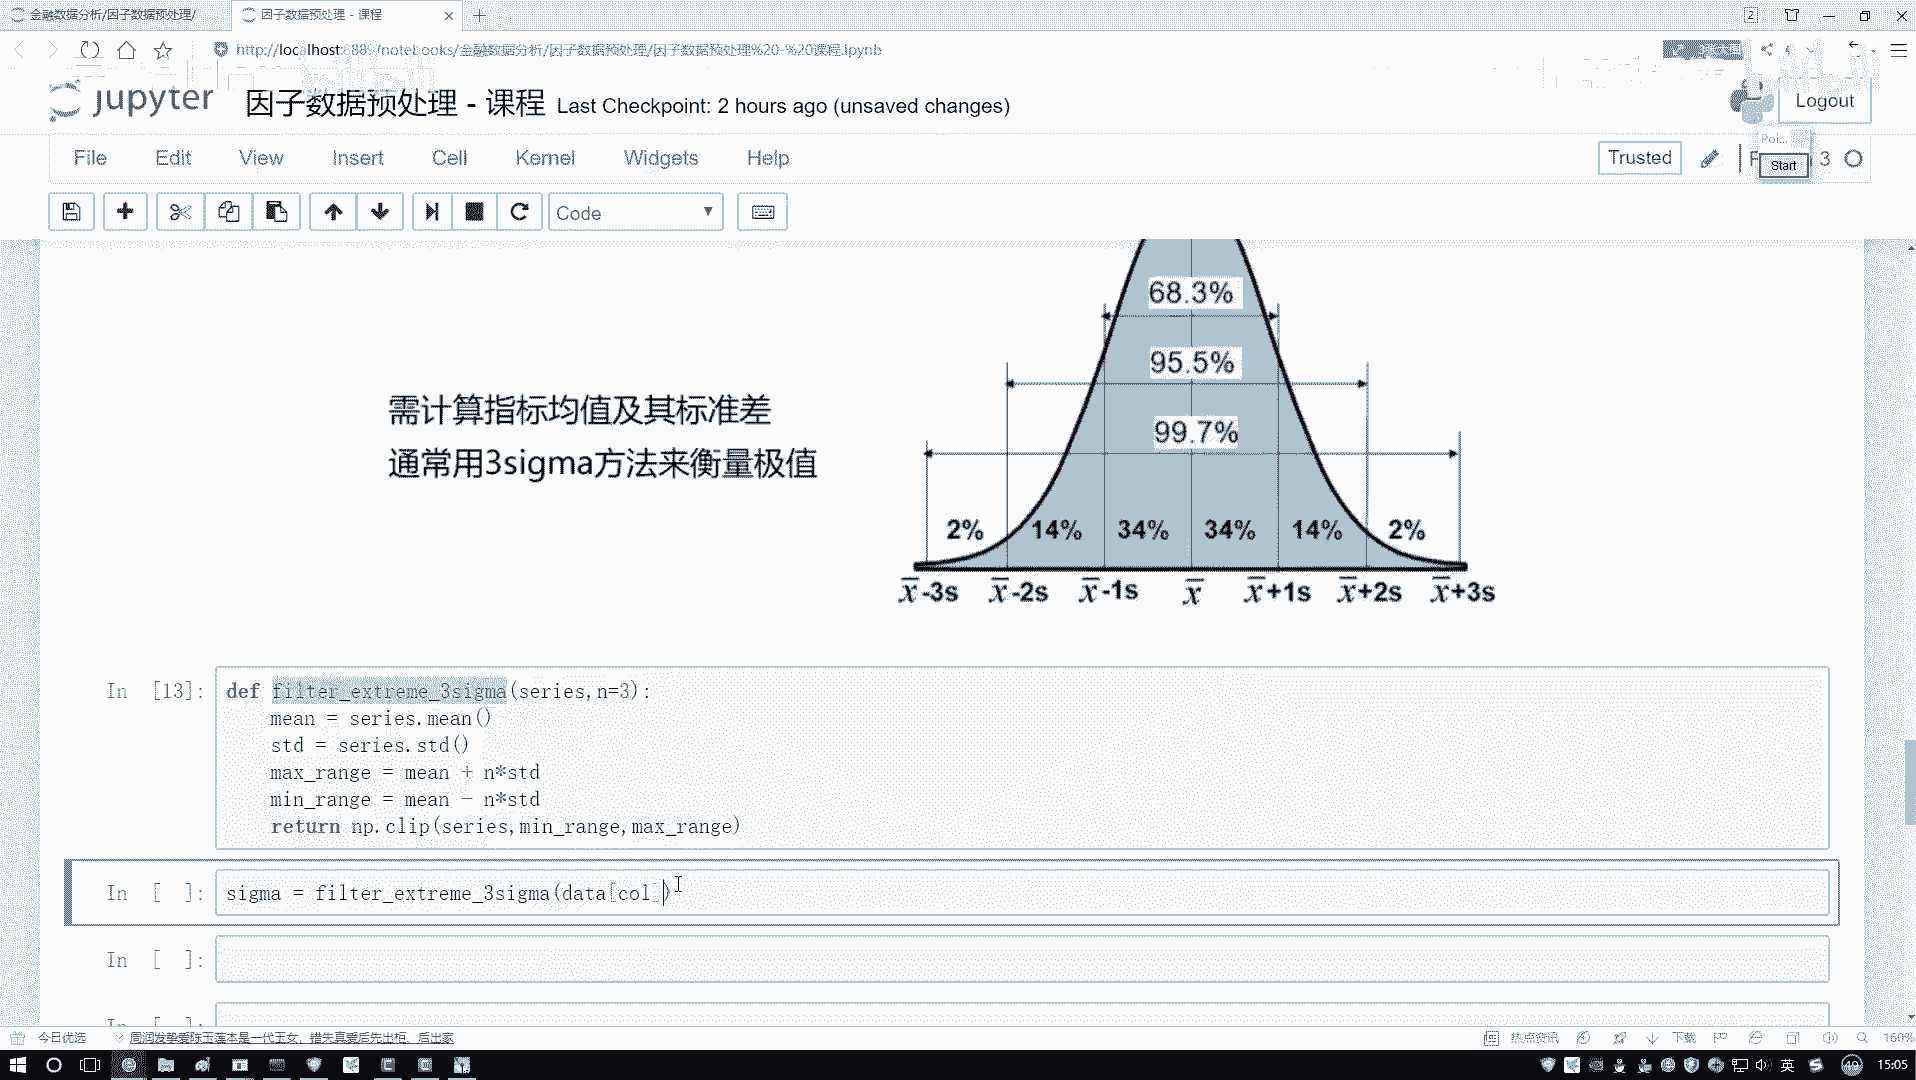 金融数据分析/因子数据预处理/
因子数据预处理 - 课程
2
http://localhost:888/notebooks/金融数据分析/因子数据预处理/因子数据预处理%20-%20课程.ipynb
jupyter 因子数据预处理 - 课程 Last Checkpoint: 2 hours ago (unsaved changes)
Logout
File Edit View Insert Cell Kernel Widgets Help
Trusted
Poi...
Start
3
Code
68.3%
95.5%
99.7%
需计算指标均值及其标准差
通常用3sigma方法来衡量极值
2% 14% 34% 34% 14% 2%
x̅-3s x̅-2s x̅-1s x̅ x̅+1s x̅+2s x̅+3s
In [13]:
def filter_extreme_3sigma(series,n=3):
mean = series.mean()
std = series.std()
max_range = mean + n*std
min_range = mean - n*std
return np.clip(series,min_range,max_range)
In [ ]:
sigma = filter_extreme_3sigma(data[col])
In [ ]:
In [ ]:
今日优选
周润发挚爱陈玉莲本是一代玉女，错失真爱后先出柜、后出家
热点资讯
下载
160%
英
49
15:05